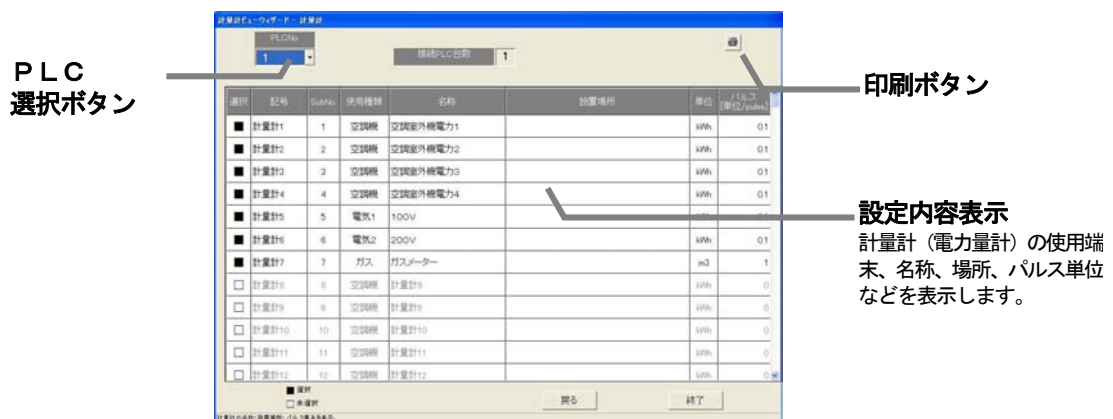 計量計ビューウィザード - 計量計
PLCNo.
1
接続PLC台数 1
ＰＬＣ
選択ボタン
印刷ボタン
選択 記号 SubNo. 使用種類 名称 設置場所 単位 パルス
[単位/pulse]
■ 計量計1 1 空調機 空調室外機電力1 kWh 0.1
■ 計量計2 2 空調機 空調室外機電力2 kWh 0.1
■ 計量計3 3 空調機 空調室外機電力3 kWh 0.1
■ 計量計4 4 空調機 空調室外機電力4 kWh 0.1
■ 計量計5 5 電気1 100V
■ 計量計6 6 電気2 200V kWh 0.1
■ 計量計7 7 ガス ガスメーター m3 1
□ 計量計8 8 空調機 計量計8 kWh 0
□ 計量計9 9 空調機 計量計9 kWh 0
□ 計量計10 10 空調機 計量計10 kWh 0
□ 計量計11 11 空調機 計量計11 kWh 0
□ 計量計12 12 空調機 計量計12 kWh 0
設定内容表示
計量計（電力量計）の使用端
末、名称、場所、パルス単位
などを表示します。
■ 選択
□ 未選択
戻る 終了